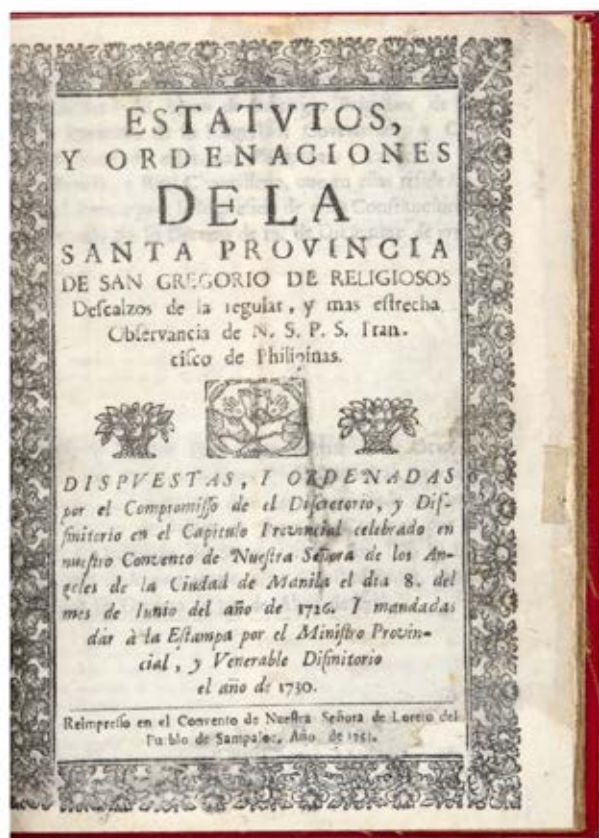 ESTATVTOS,
Y ORDENACIONES
DE LA
SANTA PROVINCIA
DE SAN GREGORIO DE RELIGIOSOS
Descalzos de la regular, y mas estrecha
Observancia de N. S. P. S. Fran-
cisco de Philipinas.
DISPVESTAS, I ORDENADAS
por el Compromisso de el Discretorio, y Dif-
finitorio en el Capitulo Provincial celebrado en
nuestro Convento de Nuestra Señora de los An-
geles de la Ciudad de Manila el dia 8. del
mes de Iunio del año de 1726. I mandadas
dar à la Estampa por el Ministro Provin-
cial, y Venerable Difinitorio
el año de 1730.
Reimpresso en el Convento de Nuestra Señora de Loreto del
Pueblo de Sampaloc, Año de